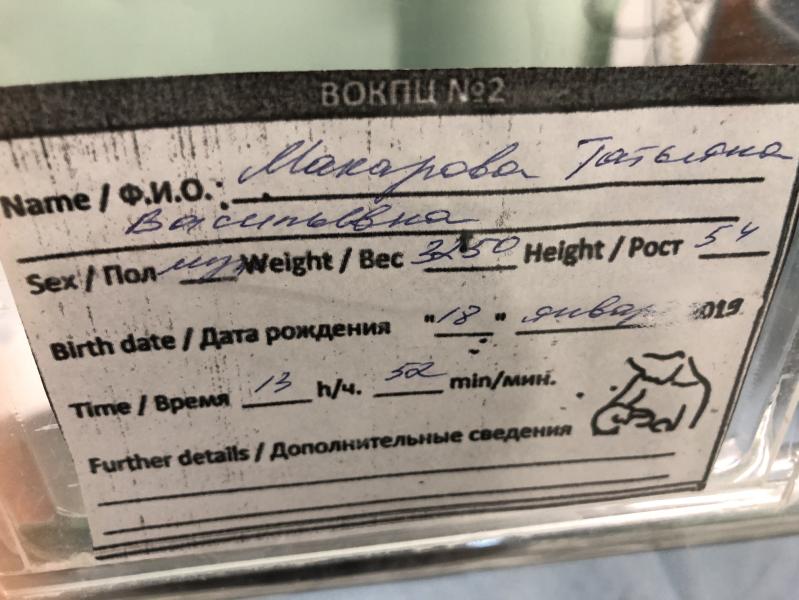 ВОКПЦ №2
Name / Ф.И.О.: Макарова Татьяна
Васильевна
Sex / Пол муж Weight / Вес 3250 Height / Рост 54
Birth date / Дата рождения "18" январ 2019
Time / Время 13 h/ч. 52 min/мин.
Further details / Дополнительные сведения